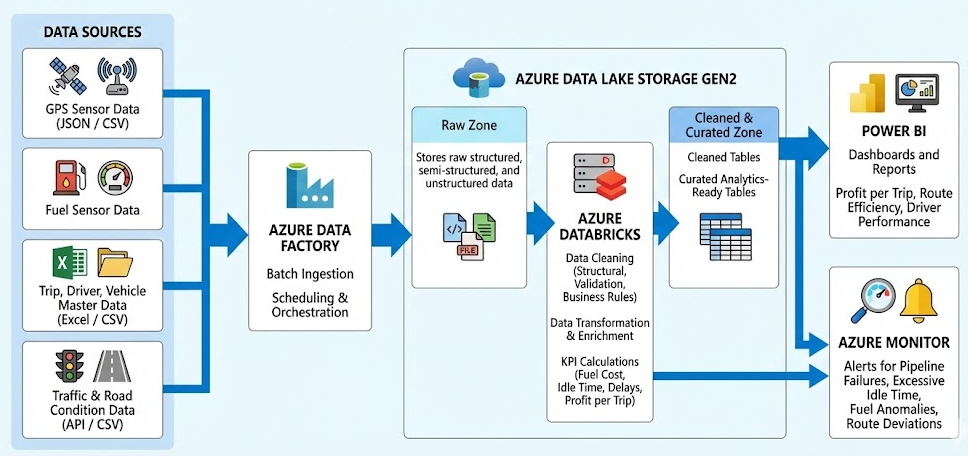 DATA SOURCES
GPS Sensor Data
(JSON / CSV)
Fuel Sensor Data
X
Trip, Driver, Vehicle
Master Data
(Excel / CSV)
Traffic & Road
Condition Data
(API / CSV)
AZURE DATA
FACTORY
Batch Ingestion
Scheduling &
Orchestration
AZURE DATA LAKE STORAGE GEN2
Raw Zone
Stores raw structured,
semi-structured, and
unstructured data
</>
FILE
D
AZURE
DATABRICKS
Data Cleaning
(Structural,
Validation,
Business Rules)
Data Transformation
& Enrichment
KPI Calculations
(Fuel Cost,
Idle Time, Delays,
Profit per Trip)
Cleaned &
Curated Zone
Cleaned Tables
Curated Analytics-
Ready Tables
POWER BI
Dashboards and
Reports
Profit per Trip, Route
Efficiency, Driver
Performance
AZURE MONITOR
Alerts for Pipeline
Failures, Excessive
Idle Time,
Fuel Anomalies,
Route Deviations